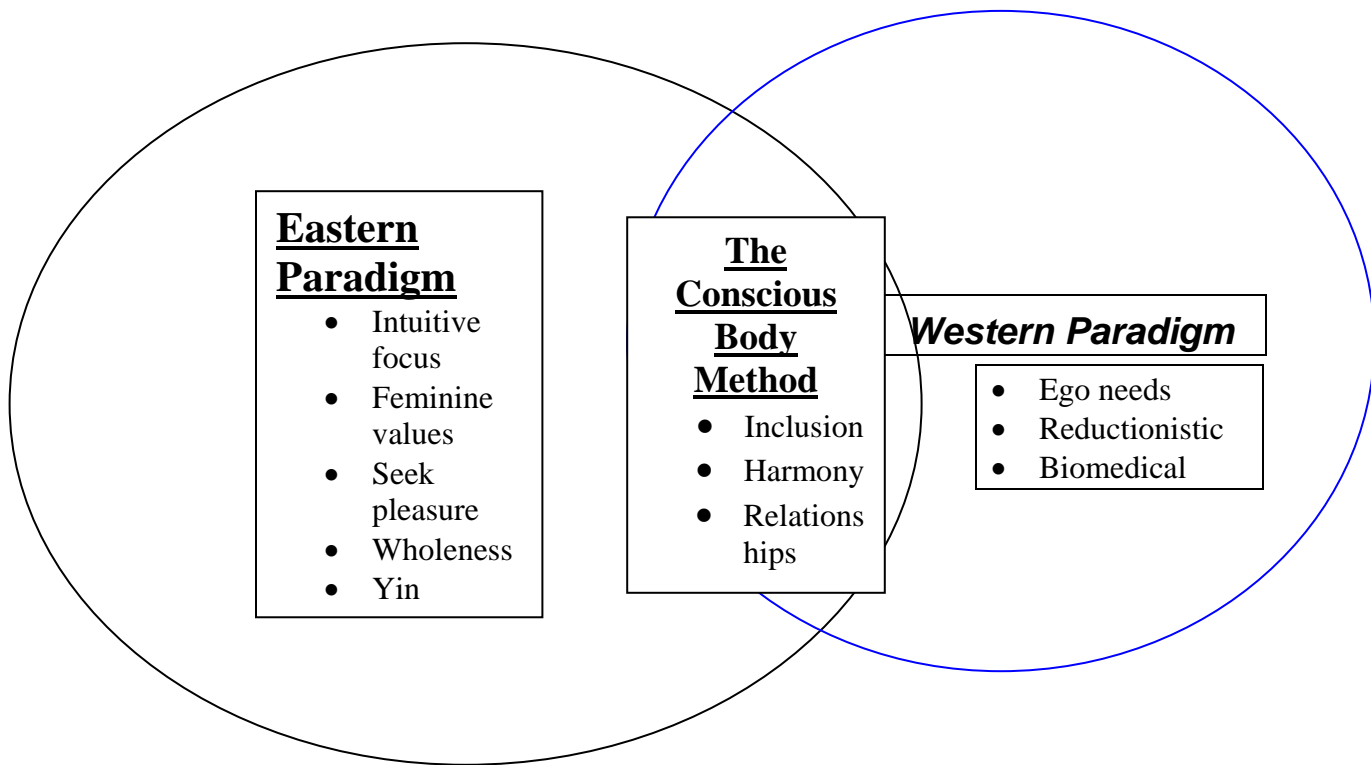 Eastern
Paradigm
• Intuitive
focus
• Feminine
values
• Seek
pleasure
• Wholeness
• Yin
The
Conscious
Body
Method
• Inclusion
• Harmony
• Relations
hips
Western Paradigm
• Ego needs
• Reductionistic
• Biomedical